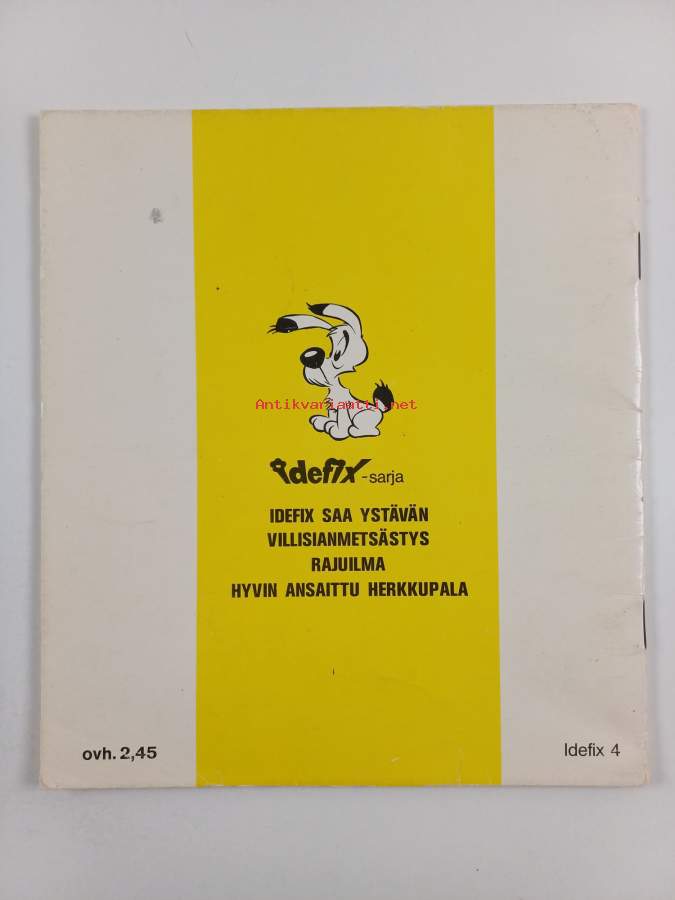 Antikvariaatti.net
idefix-sarja
IDEFIX SAA YSTÄVÄN
VILLISIANMETSÄSTYS
RAJUILMA
HYVIN ANSAITTU HERKKUPALA
ovh. 2,45
Idefix 4